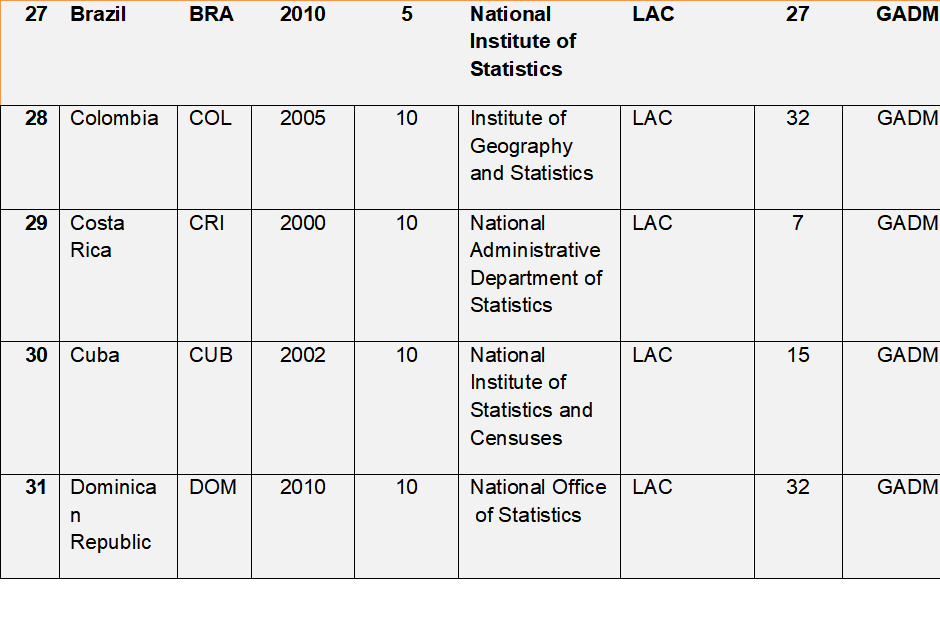 27 Brazil BRA 2010 5 National LAC 27 GADM
Institute of
Statistics
28 Colombia COL 2005 10 Institute of LAC 32 GADM
Geography
and Statistics
29 Costa CRI 2000 10 National LAC 7 GADM
Rica Administrative
Department of
Statistics
30 Cuba CUB 2002 10 National LAC 15 GADM
Institute of
Statistics and
Censuses
31 Dominica DOM 2010 10 National Office LAC 32 GADM
n of Statistics
Republic